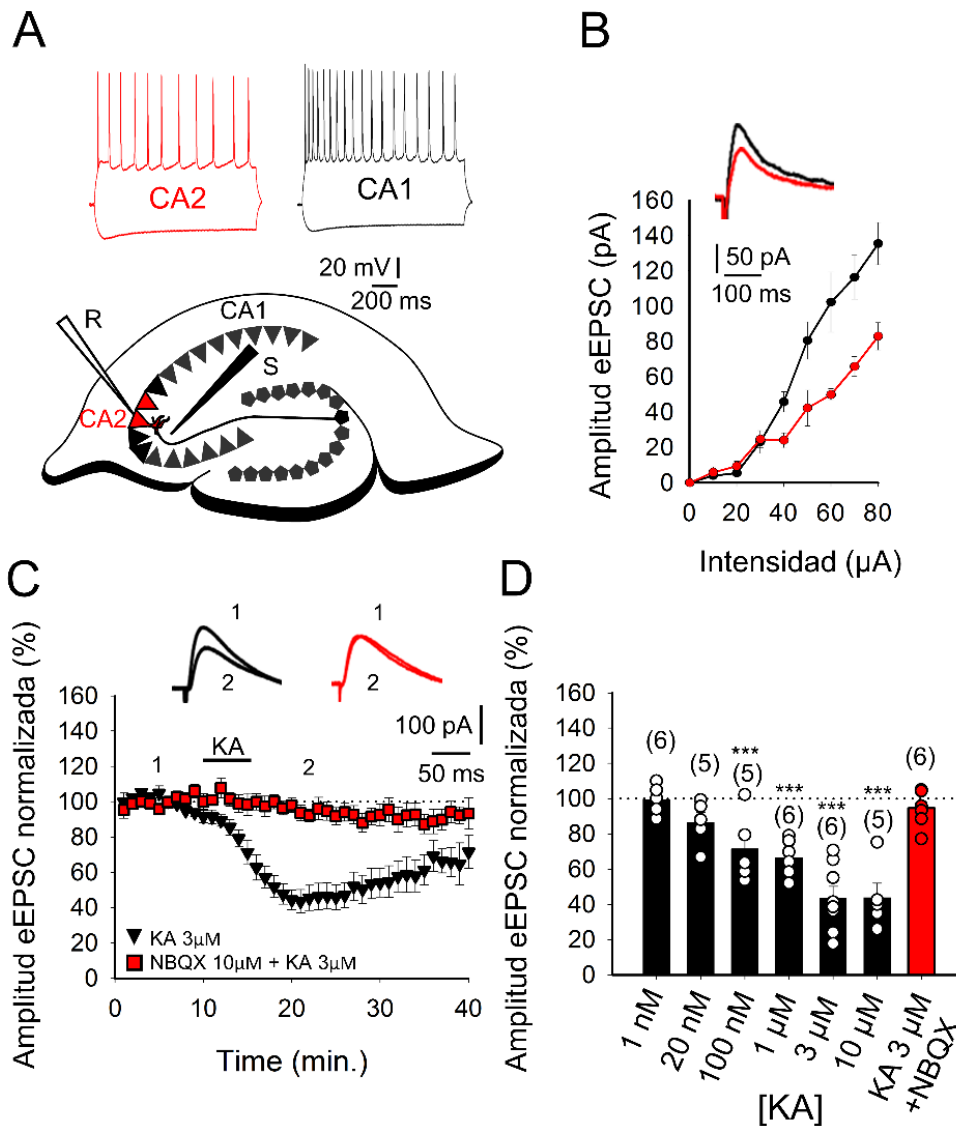 A
CA2
CA1
20 mV
200 ms
R
CA1
S
CA2
B
Amplitud eEPSC (pA)
160
140
120
100
80
60
40
20
0
50 pA
100 ms
0 20 40 60 80
Intensidad (µA)
C
Amplitud eEPSC normalizada (%)
1
2
1
2
100 pA
50 ms
160
140
120
100
80
60
40
20
0
1
KA
2
KA 3µM
NBQX 10µM + KA 3µM
0 10 20 30 40
Time (min.)
D
Amplitud eEPSC normalizada (%)
160
140
120
100
80
60
40
20
0
(6)
(5)
***
(5)
***
(6)
***
(6)
***
(5)
(6)
1 nM
20 nM
100 nM
1 µM
3 µM
10 µM
KA 3 µM
+NBQX
[KA]